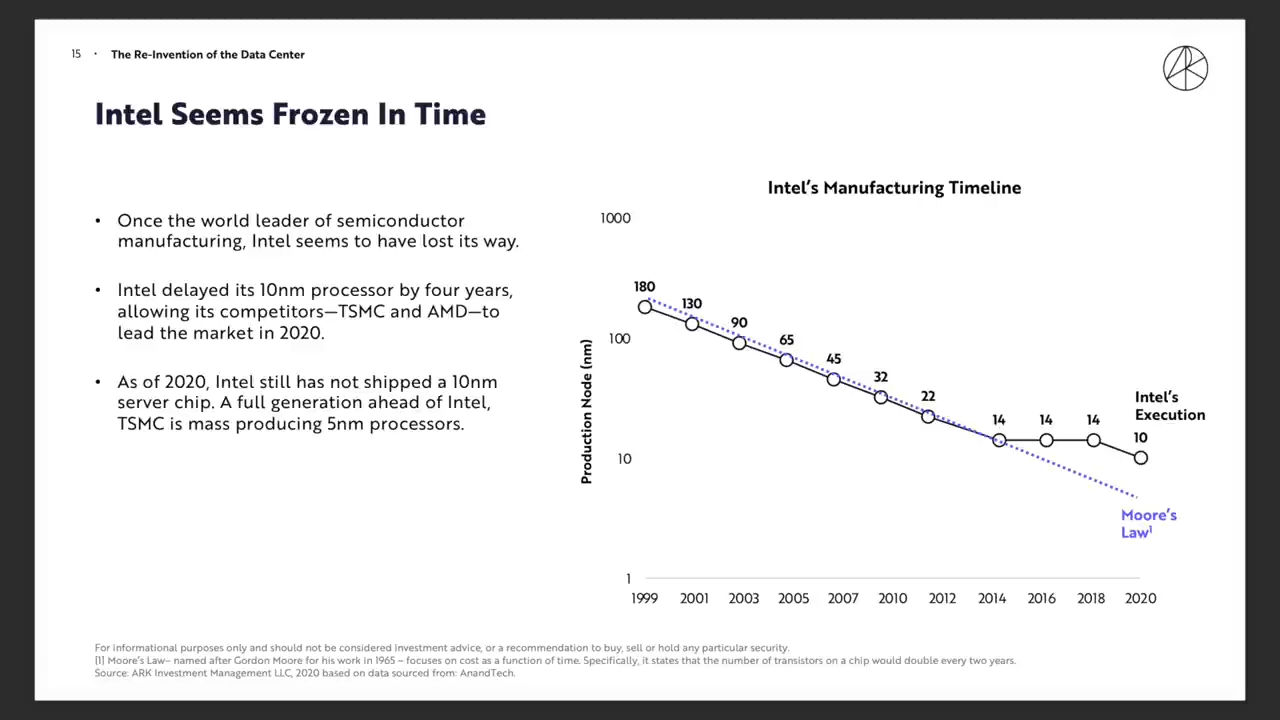 15 · The Re-Invention of the Data Center
Intel Seems Frozen In Time
• Once the world leader of semiconductor
manufacturing, Intel seems to have lost its way.
• Intel delayed its 10nm processor by four years,
allowing its competitors—TSMC and AMD—to
lead the market in 2020.
• As of 2020, Intel still has not shipped a 10nm
server chip. A full generation ahead of Intel,
TSMC is mass producing 5nm processors.
Intel's Manufacturing Timeline
Production Node (nm)
1000
100
10
1
180
130
90
65
45
32
22
14
14
14
10
Intel's
Execution
Moore's
Law¹
1999 2001 2003 2005 2007 2010 2012 2014 2016 2018 2020
For informational purposes only and should not be considered investment advice, or a recommendation to buy, sell or hold any particular security.
[1] Moore's Law– named after Gordon Moore for his work in 1965 – focuses on cost as a function of time. Specifically, it states that the number of transistors on a chip would double every two years.
Source: ARK Investment Management LLC, 2020 based on data sourced from: AnandTech.